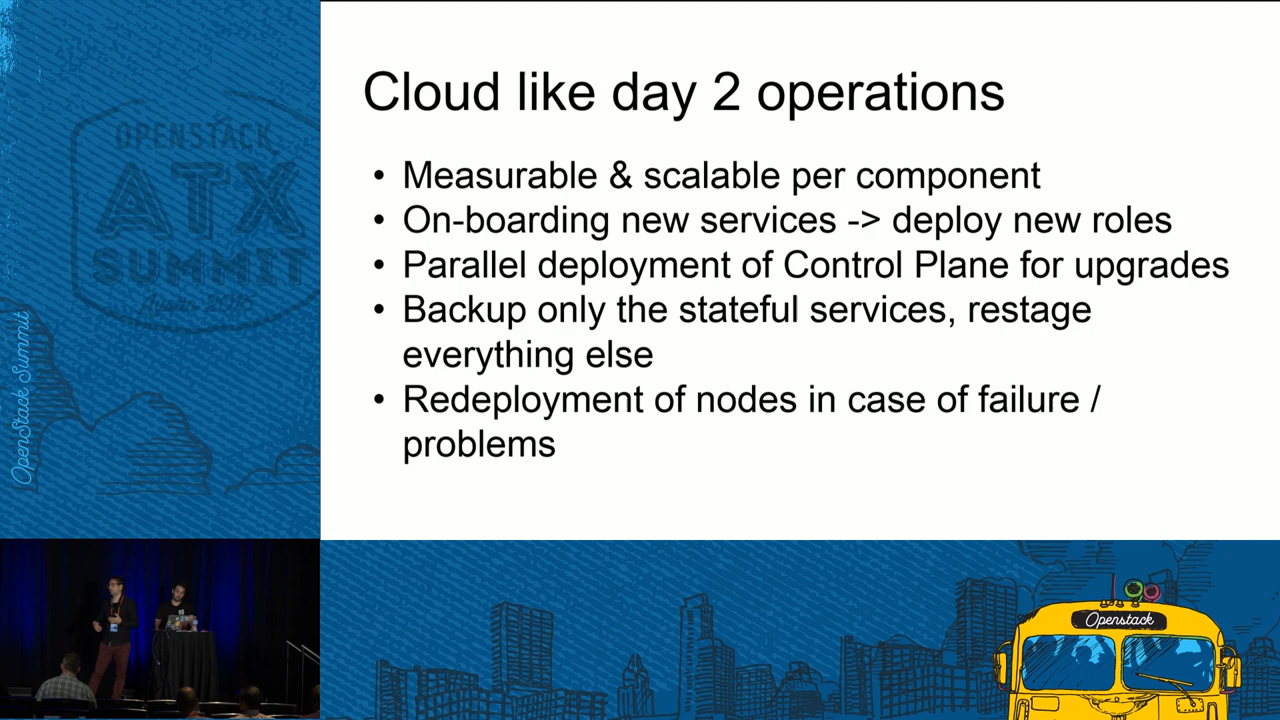 Cloud like day 2 operations
• Measurable & scalable per component
• On-boarding new services -> deploy new roles
• Parallel deployment of Control Plane for upgrades
• Backup only the stateful services, restage
everything else
• Redeployment of nodes in case of failure /
problems
OPENSTACK
ATX
SUMMIT
OpenStack Summit
Openstack